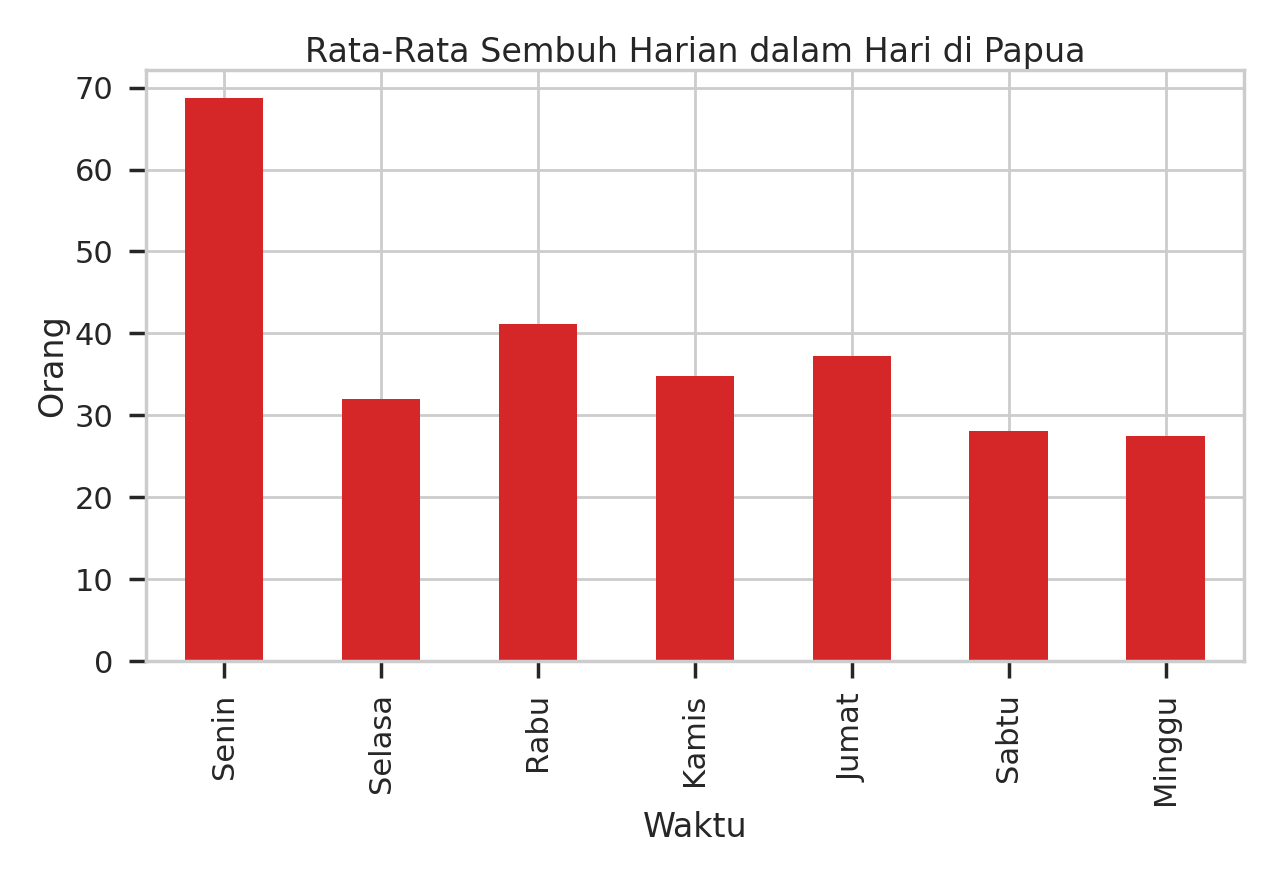 Rata-Rata Sembuh Harian dalam Hari di Papua
70
60
50
40
30
20
10
0
Orang
Senin
Selasa
Rabu
Kamis
Jumat
Sabtu
Minggu
Waktu